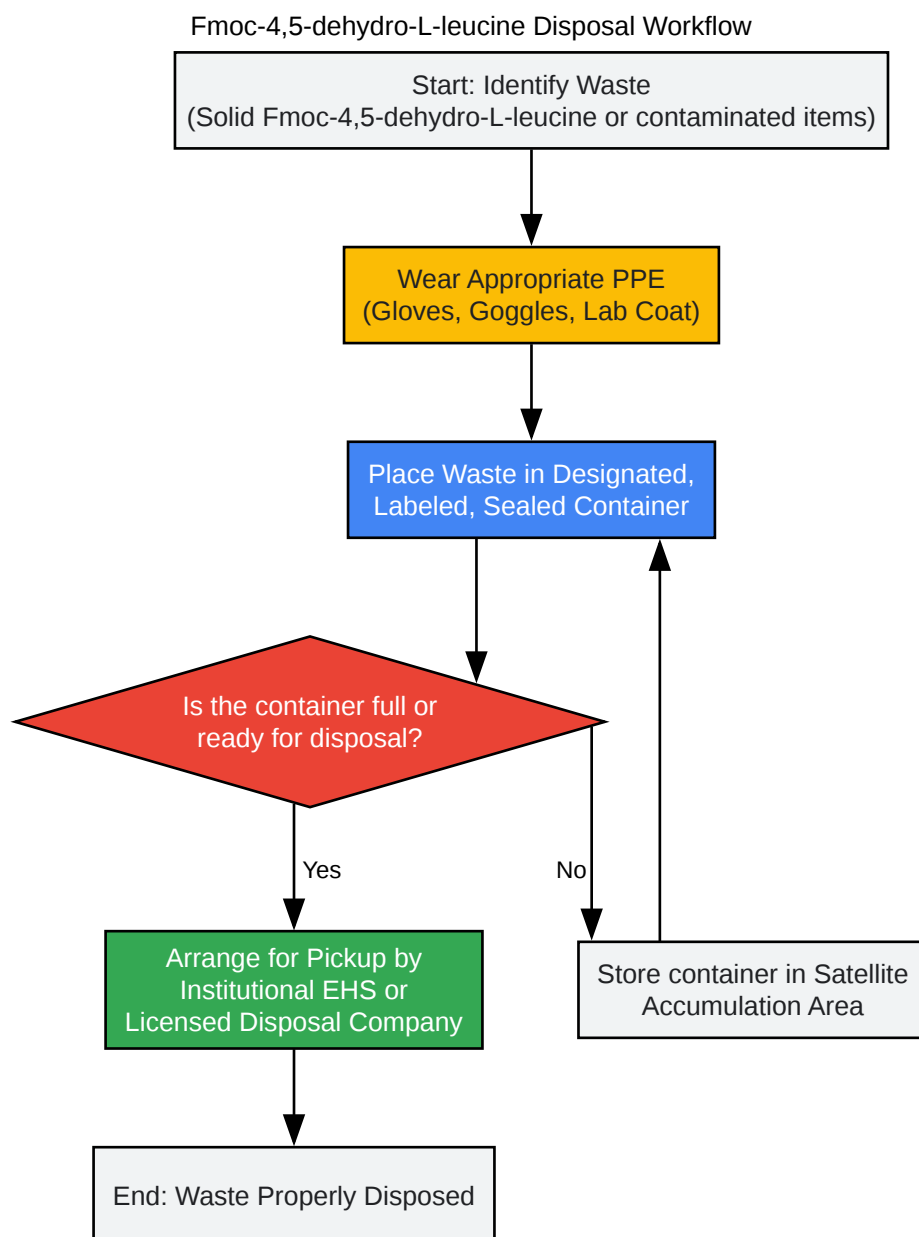 Fmoc-4,5-dehydro-L-leucine Disposal Workflow
Start: Identify Waste
(Solid Fmoc-4,5-dehydro-L-leucine or contaminated items)
Wear Appropriate PPE
(Gloves, Goggles, Lab Coat)
Place Waste in Designated,
Labeled, Sealed Container
Is the container full or
ready for disposal?
Yes
No
Arrange for Pickup by
Institutional EHS or
Licensed Disposal Company
Store container in Satellite
Accumulation Area
End: Waste Properly Disposed